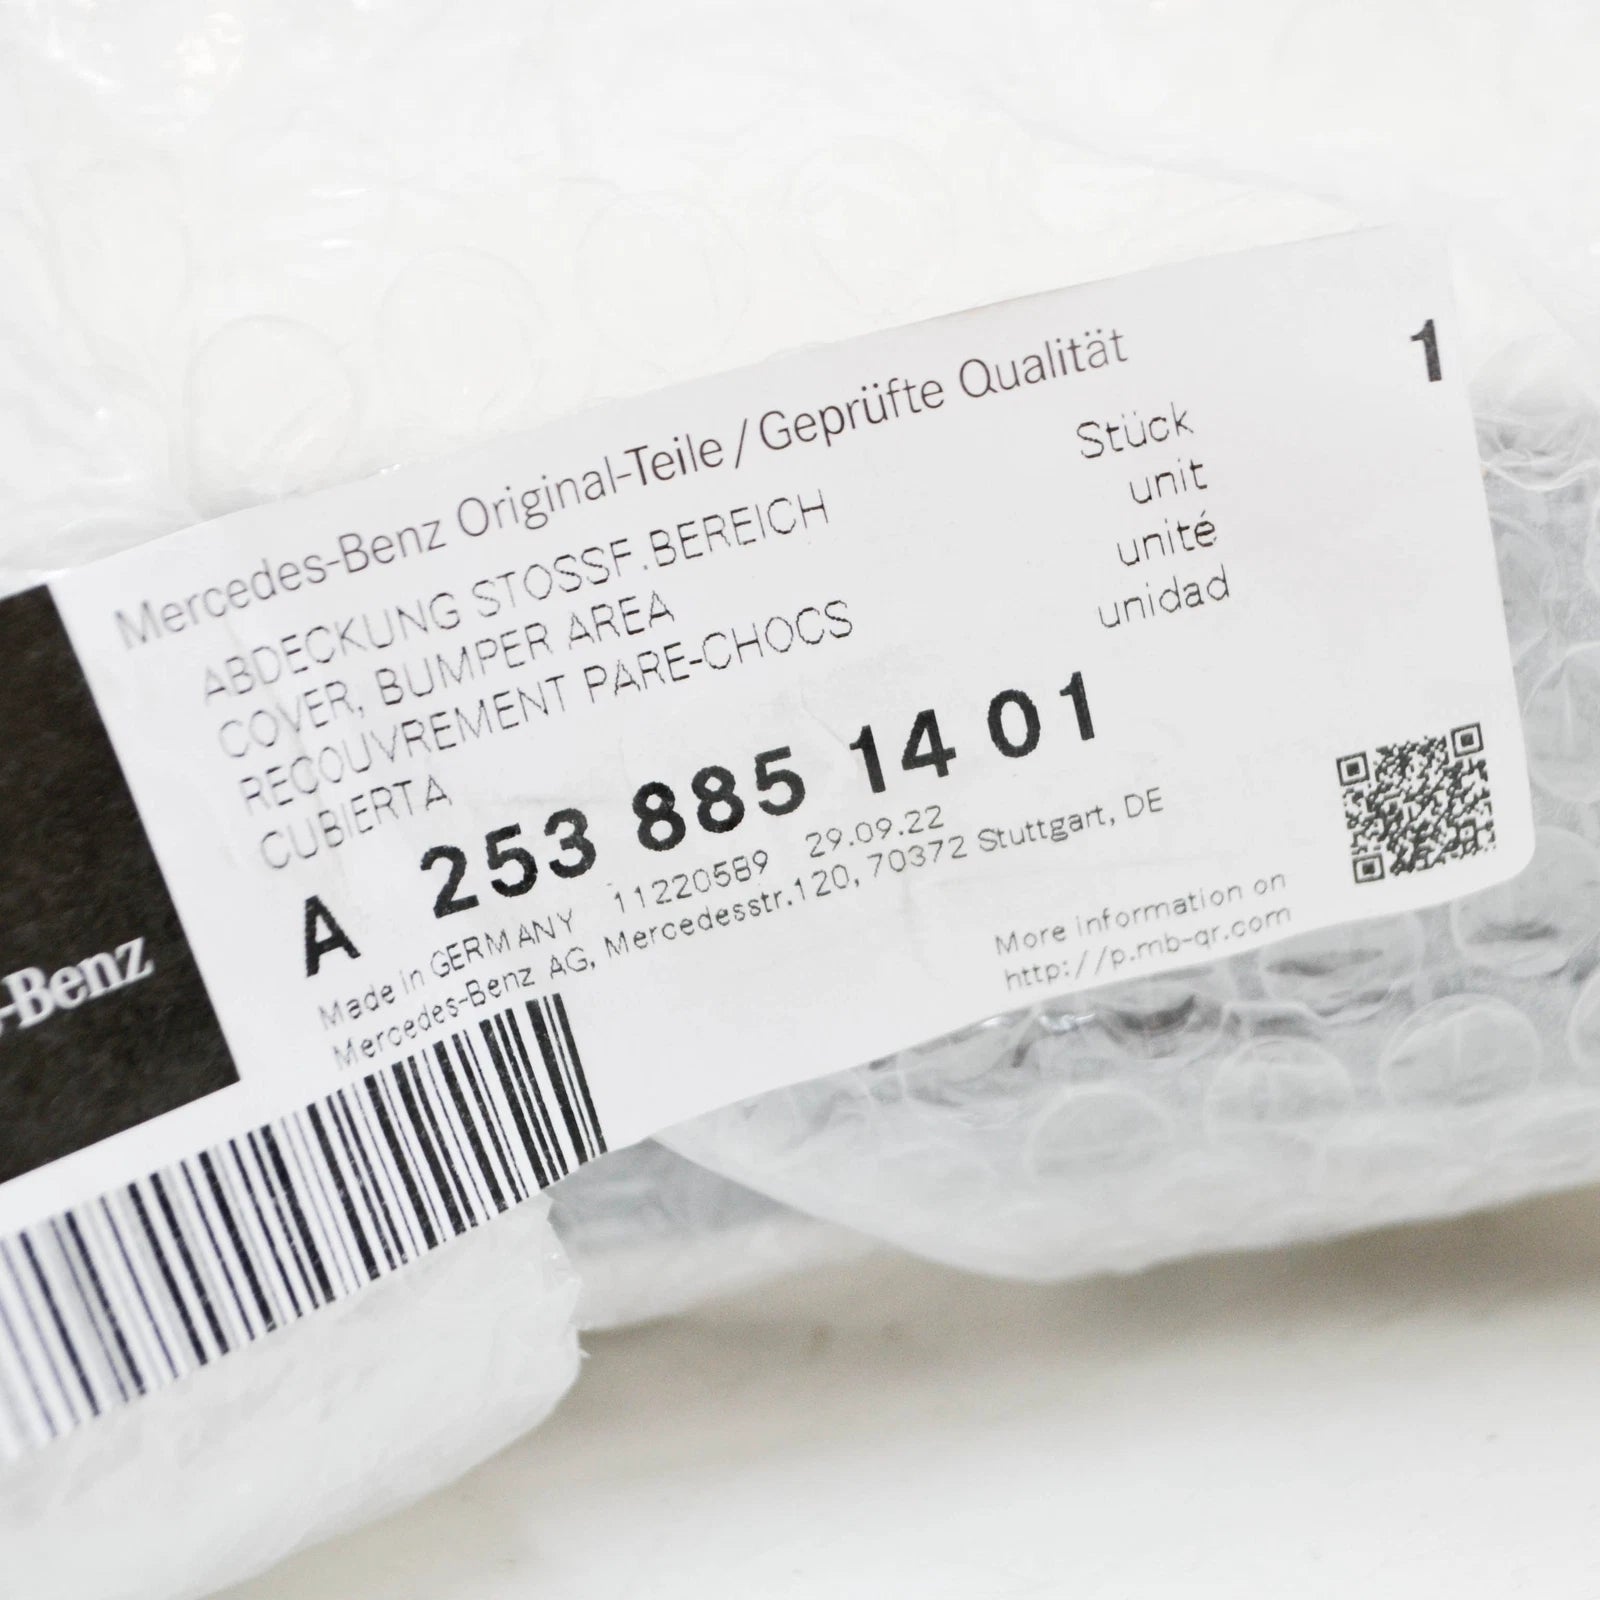 Mercedes-Benz Original-Teile / Geprüfte Qualität
1
ABDECKUNG STOSSF.BEREICH
COVER, BUMPER AREA
RECOUVREMENT PARE-CHOCS
CUBIERTA
Stück
unit
unité
unidad
A 253 885 14 01
Made in GERMANY 11220589 29.09.22
Mercedes-Benz AG, Mercedesstr.120, 70372 Stuttgart, DE
More information on
http://p.mb-qr.com
-Benz